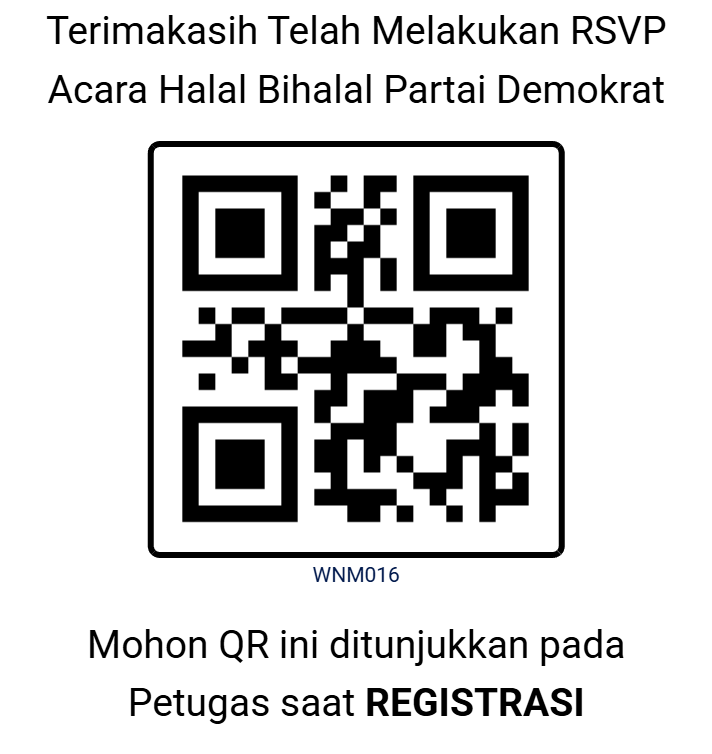 Terimakasih Telah Melakukan RSVP
Acara Halal Bihalal Partai Demokrat
WNM016
Mohon QR ini ditunjukkan pada
Petugas saat REGISTRASI